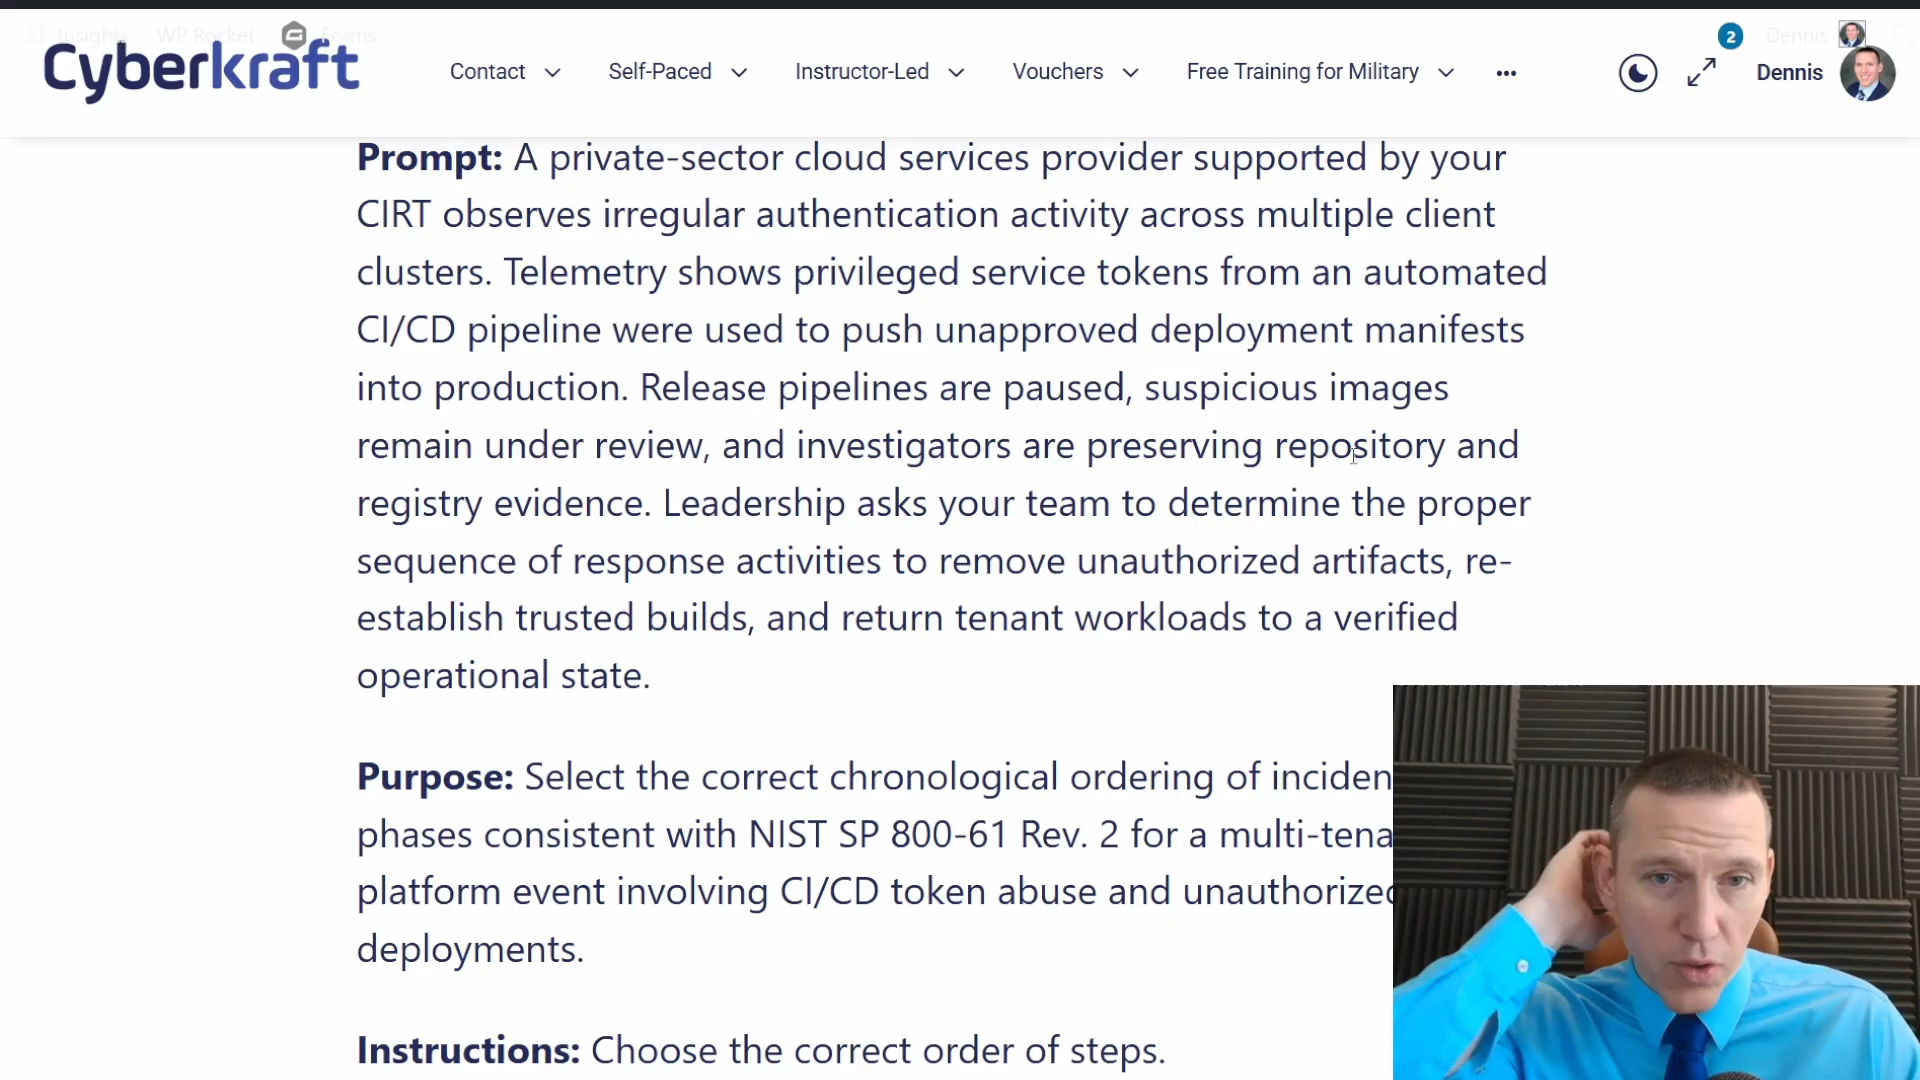 Insights WP Rocket Forms
2 Dennis
Cyberkraft Contact Self-Paced Instructor-Led Vouchers Free Training for Military ••• Dennis
Prompt: A private-sector cloud services provider supported by your
CIRT observes irregular authentication activity across multiple client
clusters. Telemetry shows privileged service tokens from an automated
CI/CD pipeline were used to push unapproved deployment manifests
into production. Release pipelines are paused, suspicious images
remain under review, and investigators are preserving repository and
registry evidence. Leadership asks your team to determine the proper
sequence of response activities to remove unauthorized artifacts, re-
establish trusted builds, and return tenant workloads to a verified
operational state.
Purpose: Select the correct chronological ordering of inciden
phases consistent with NIST SP 800-61 Rev. 2 for a multi-tena
platform event involving CI/CD token abuse and unauthorized
deployments.
Instructions: Choose the correct order of steps.